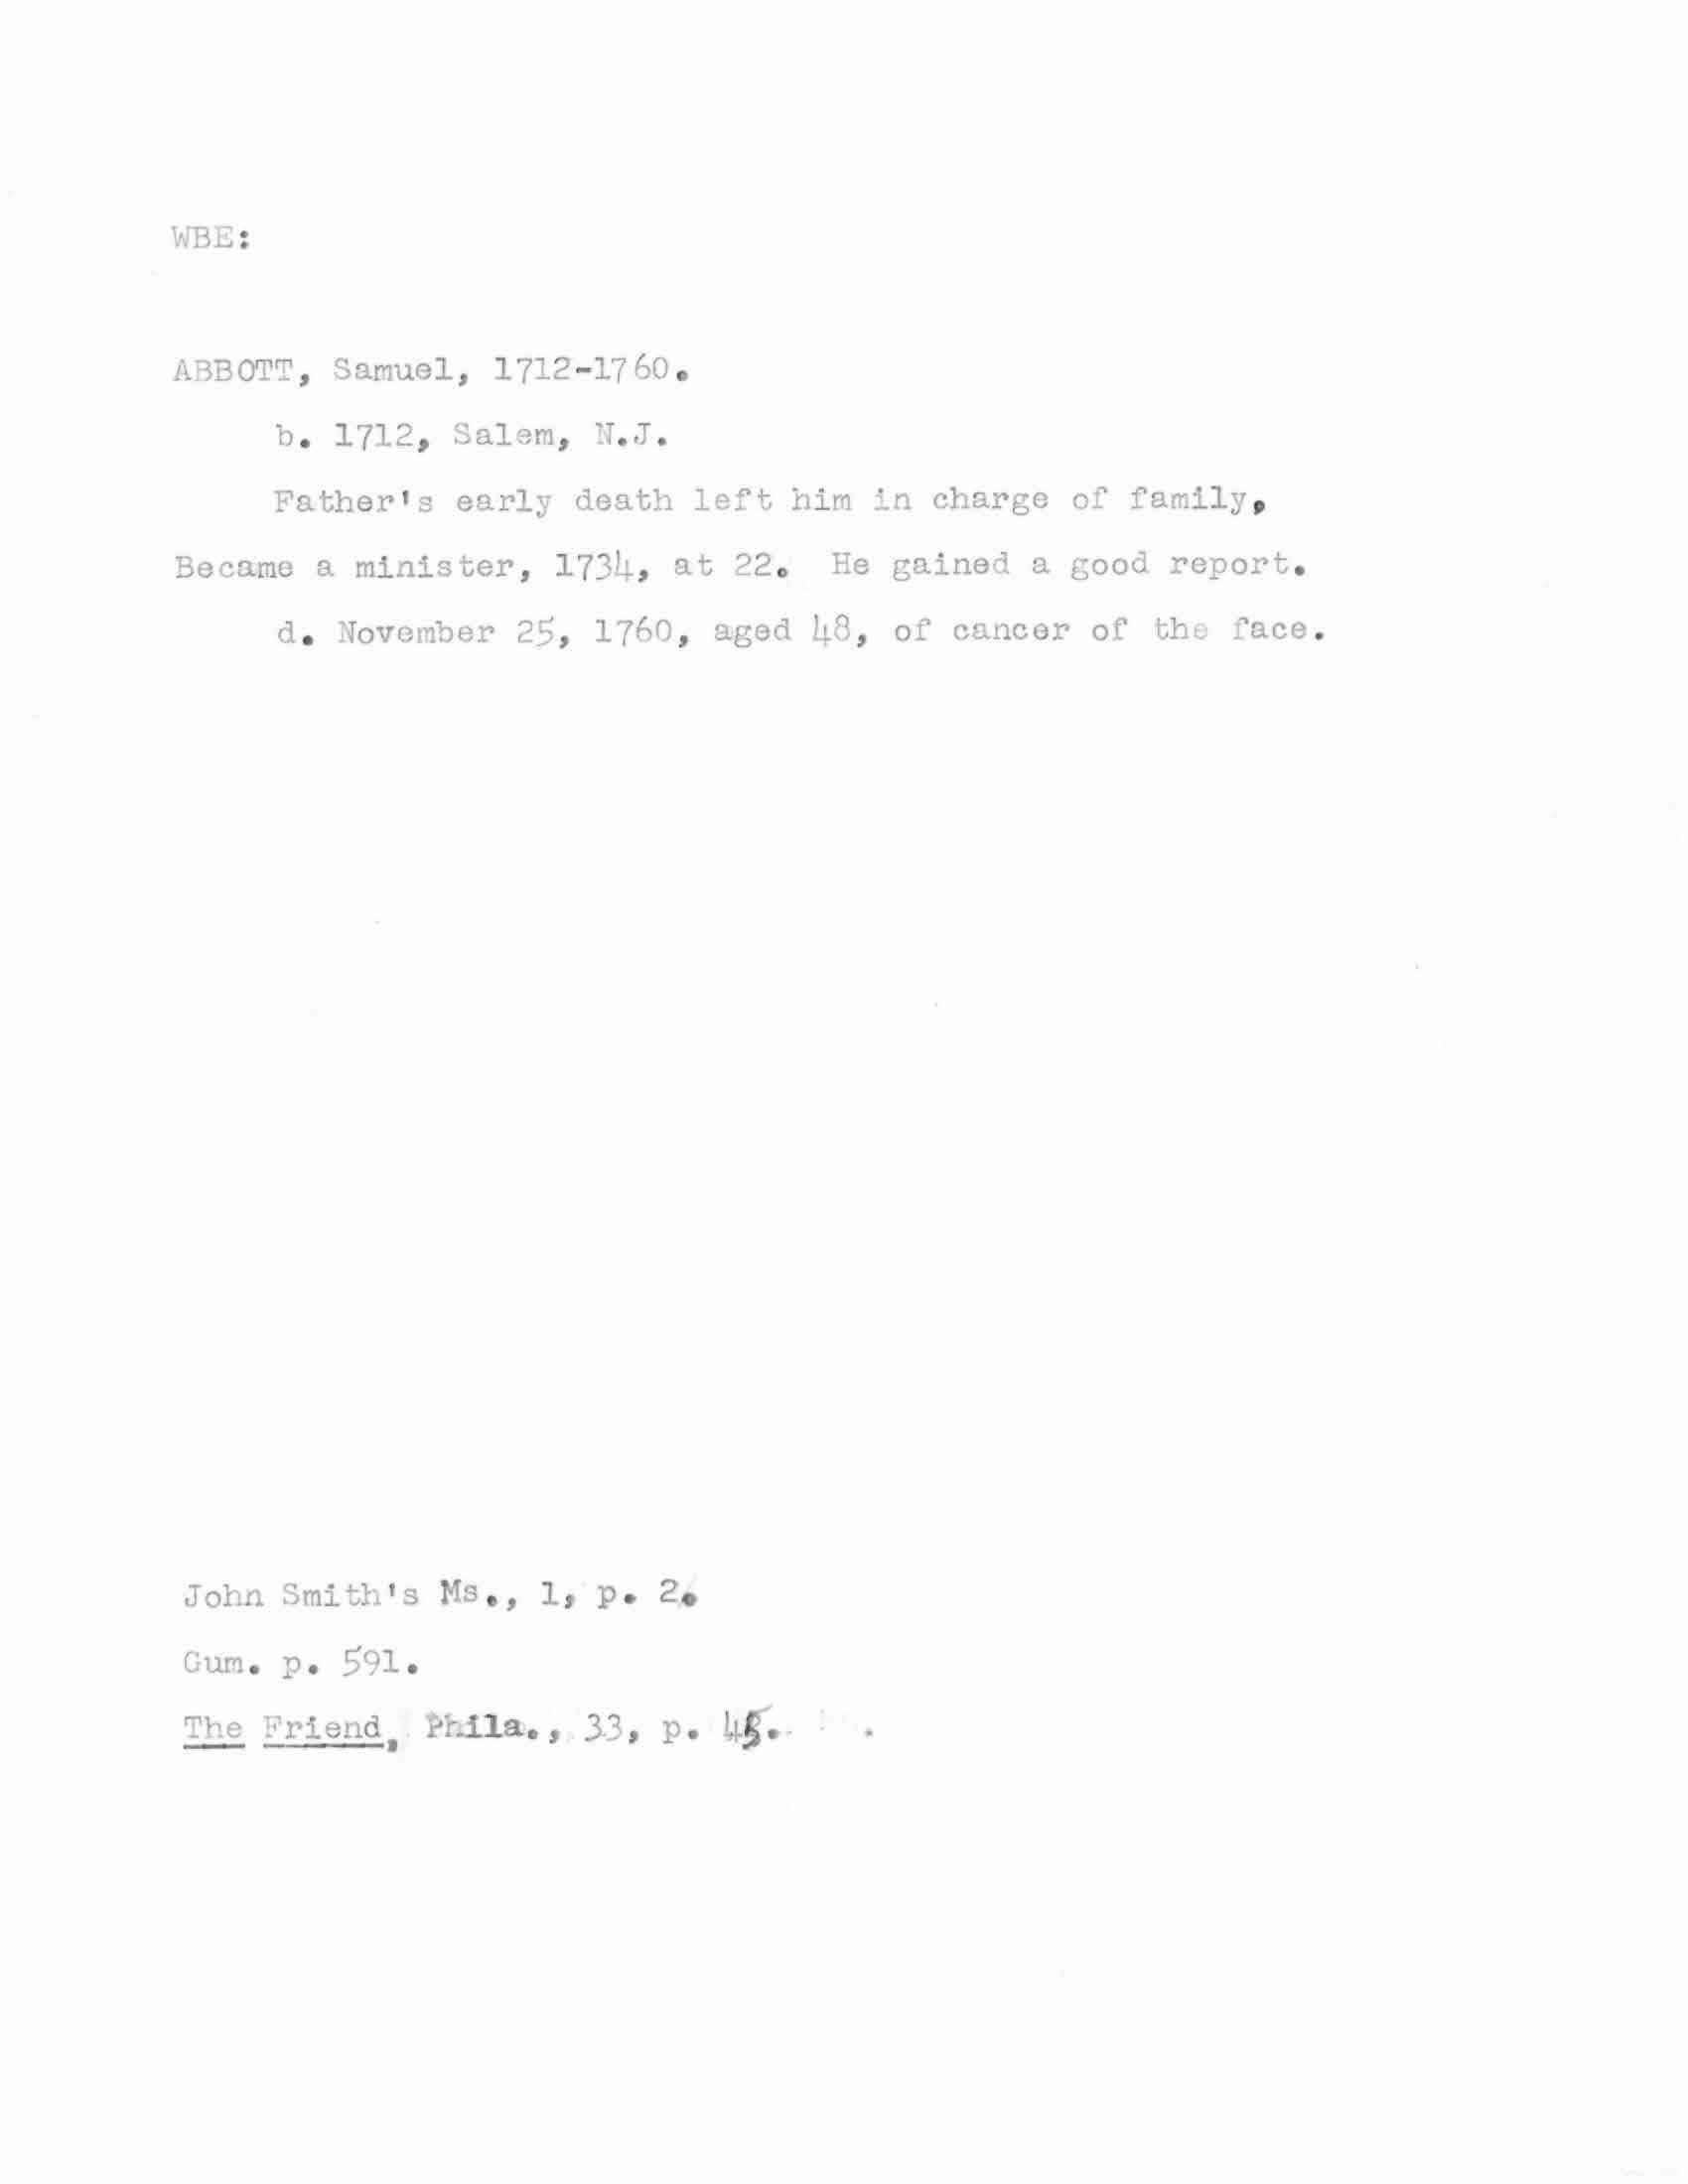 WBE:
ABBOTT, Samuel, 1712-1760.
b. 1712, Salem, N.J.
Father's early death left him in charge of family,
Became a minister, 1734, at 22. He gained a good report.
d. November 25, 1760, aged 48, of cancer of the face.
John Smith's Ms., 1, p. 2.
Gum. p. 591.
The Friend, Phila., 33, p.